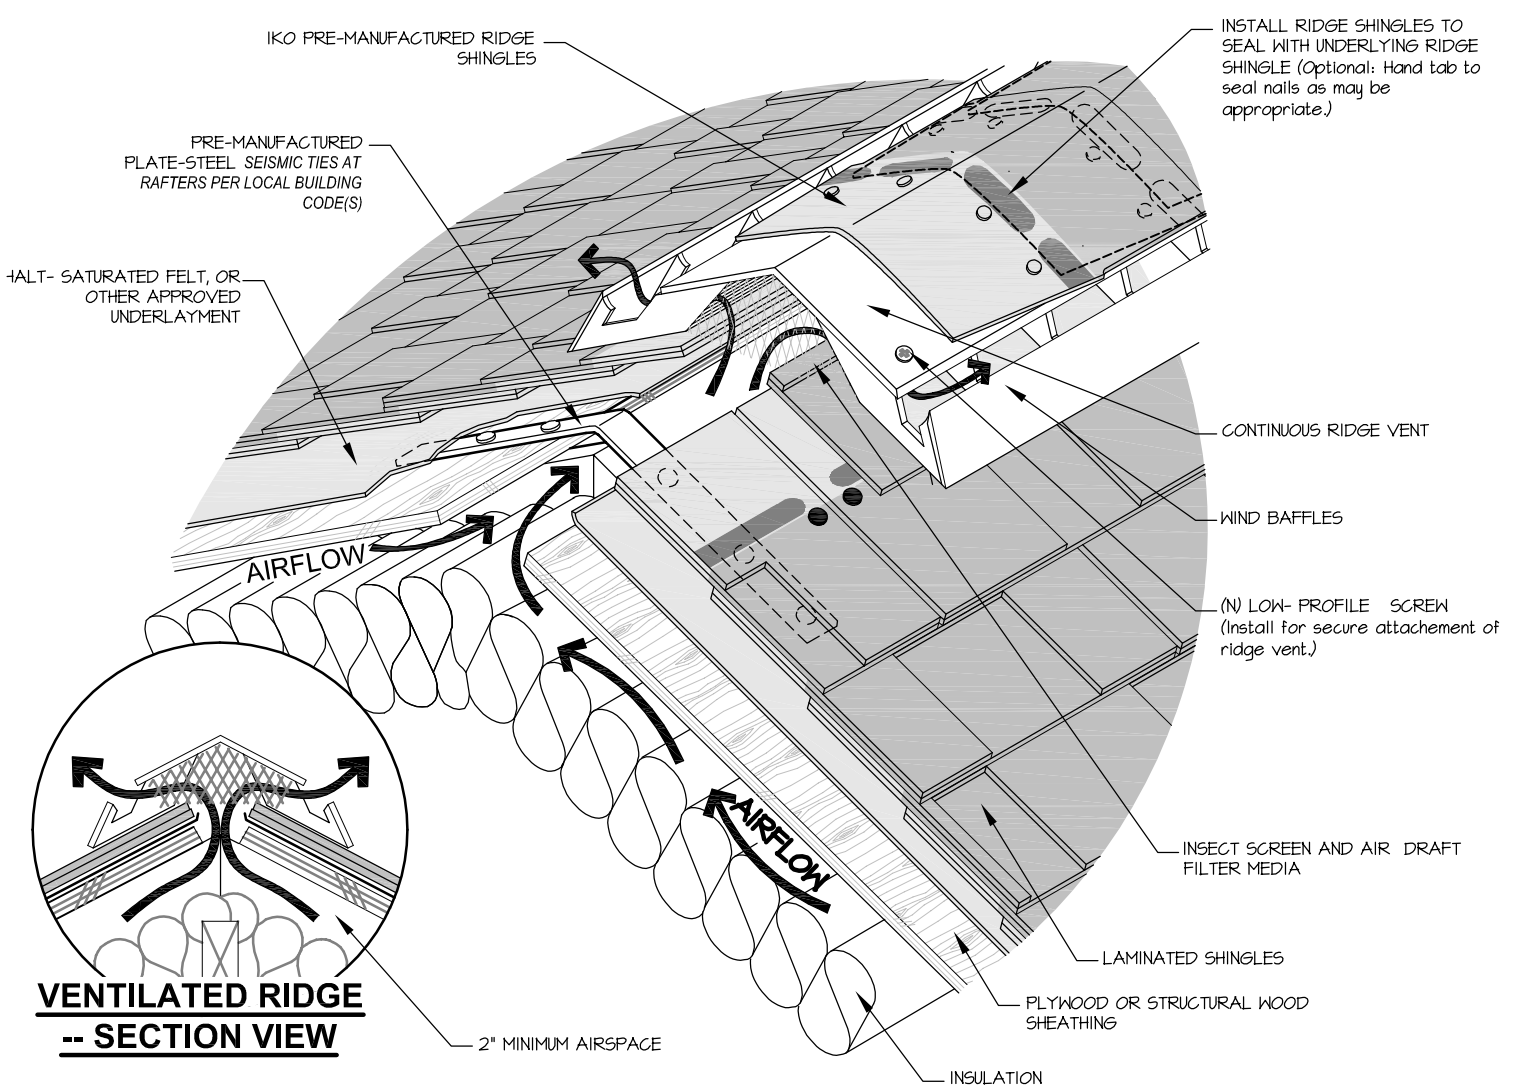 IKO PRE-MANUFACTURED RIDGE
SHINGLES
INSTALL RIDGE SHINGLES TO
SEAL WITH UNDERLYING RIDGE
SHINGLE (Optional: Hand tab to
seal nails as may be
appropriate.)
PRE-MANUFACTURED
PLATE-STEEL SEISMIC TIES AT
RAFTERS PER LOCAL BUILDING
CODE(S)
HALT- SATURATED FELT, OR
OTHER APPROVED
UNDERLAYMENT
CONTINUOUS RIDGE VENT
WIND BAFFLES
AIRFLOW
(N) LOW- PROFILE SCREW
(Install for secure attachement of
ridge vent.)
AIRFLOW
INSECT SCREEN AND AIR DRAFT
FILTER MEDIA
LAMINATED SHINGLES
VENTILATED RIDGE
-- SECTION VIEW
PLYWOOD OR STRUCTURAL WOOD
SHEATHING
2" MINIMUM AIRSPACE
INSULATION